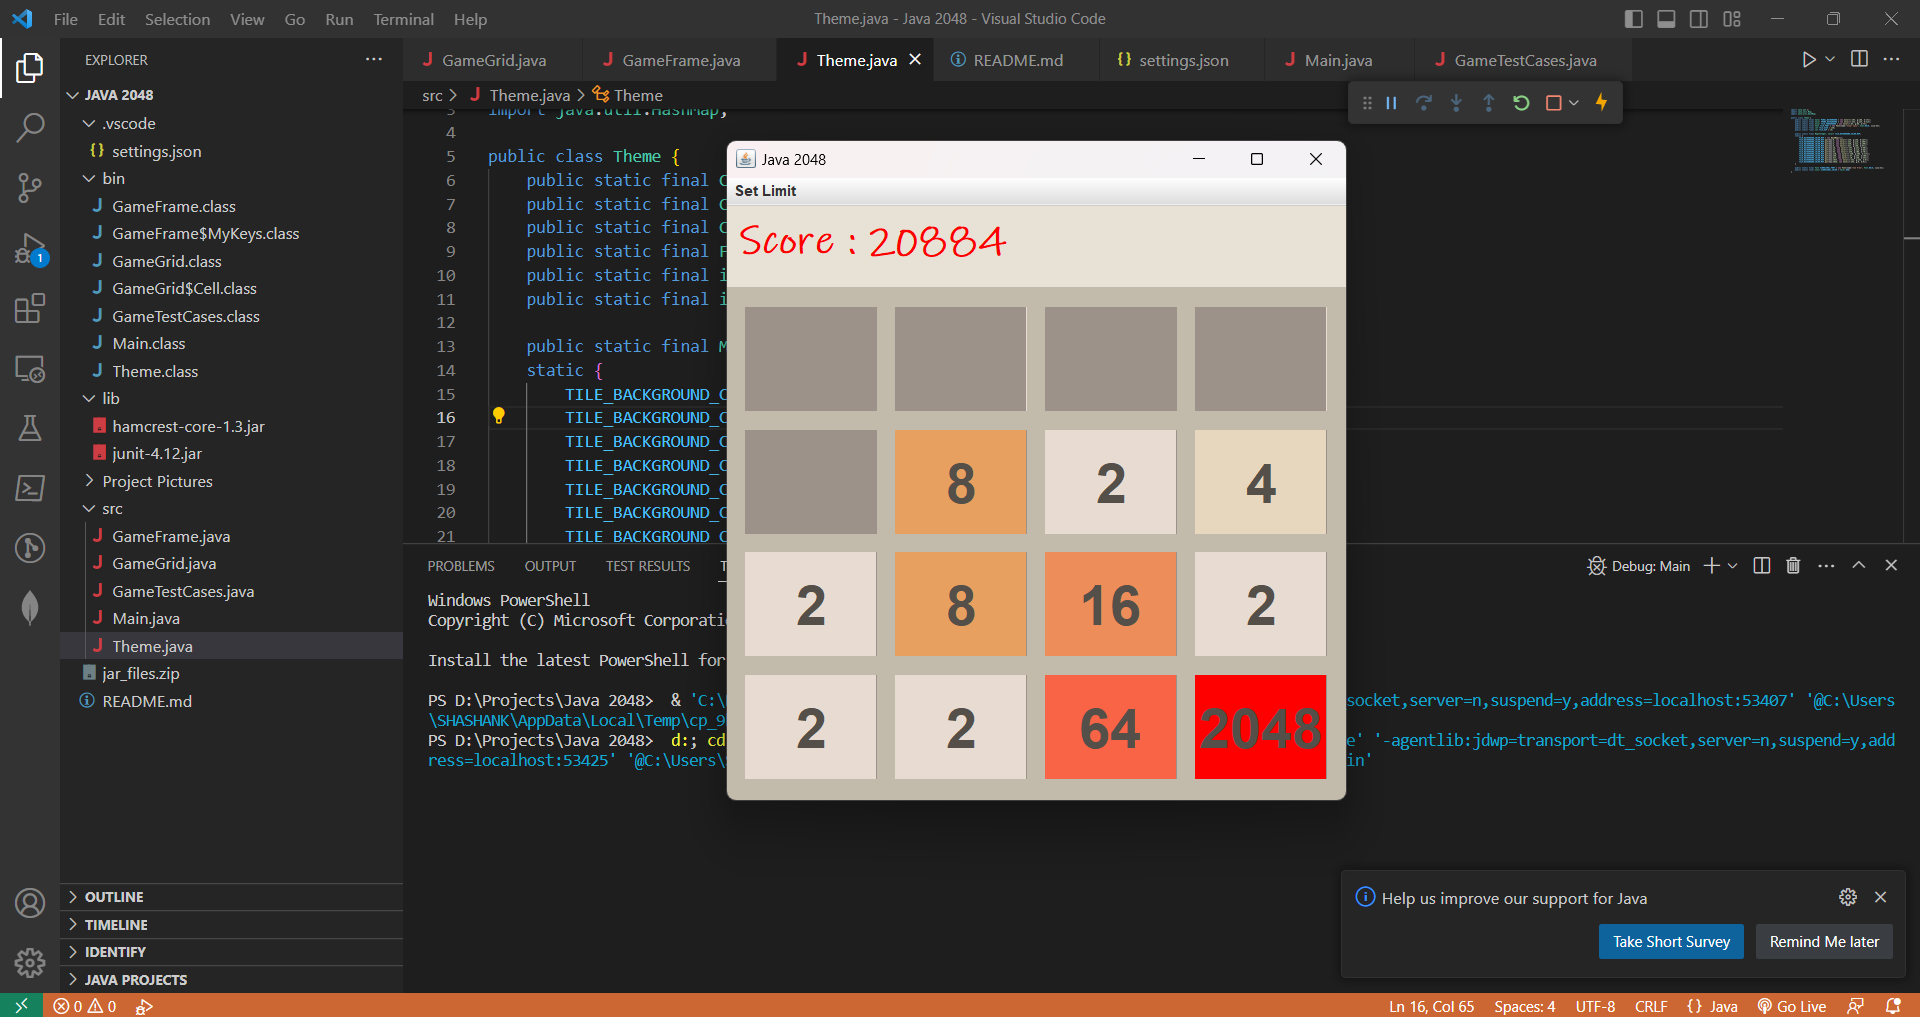 File Edit Selection View Go Run Terminal Help
Theme.java - Java 2048 - Visual Studio Code
EXPLORER
JAVA 2048
.vscode
settings.json
bin
GameFrame.class
GameFrame$MyKeys.class
GameGrid.class
GameGrid$Cell.class
GameTestCases.class
Main.class
Theme.class
lib
hamcrest-core-1.3.jar
junit-4.12.jar
Project Pictures
src
GameFrame.java
GameGrid.java
GameTestCases.java
Main.java
Theme.java
jar_files.zip
README.md
OUTLINE
TIMELINE
IDENTIFY
JAVA PROJECTS
1
GameGrid.java GameFrame.java Theme.java README.md settings.json Main.java GameTestCases.java
src > Theme.java > Theme
3 import java.util.HashMap;
4
5 public class Theme {
6 public static final C
7 public static final C
8 public static final C
9 public static final F
10 public static final i
11 public static final i
12
13 public static final M
14 static {
15 TILE_BACKGROUND_C
16 TILE_BACKGROUND_C
17 TILE_BACKGROUND_C
18 TILE_BACKGROUND_C
19 TILE_BACKGROUND_C
20 TILE_BACKGROUND_C
21 TILE_BACKGROUND_C
Java 2048
Set Limit
Score : 20884
8 2 4
2 8 16 2
2 2 64 2048
PROBLEMS OUTPUT TEST RESULTS T
Debug: Main
Windows PowerShell
Copyright (C) Microsoft Corporati
Install the latest PowerShell for
PS D:\Projects\Java 2048> & 'C:\ socket,server=n,suspend=y,address=localhost:53407' '@C:\Users
\SHASHANK\AppData\Local\Temp\cp_9
PS D:\Projects\Java 2048> d:; cd e' '-agentlib:jdwp=transport=dt_socket,server=n,suspend=y,add
ress=localhost:53425' '@C:\Users\ in'
Help us improve our support for Java
Take Short Survey Remind Me later
0 0
Ln 16, Col 65 Spaces: 4 UTF-8 CRLF {} Java Go Live